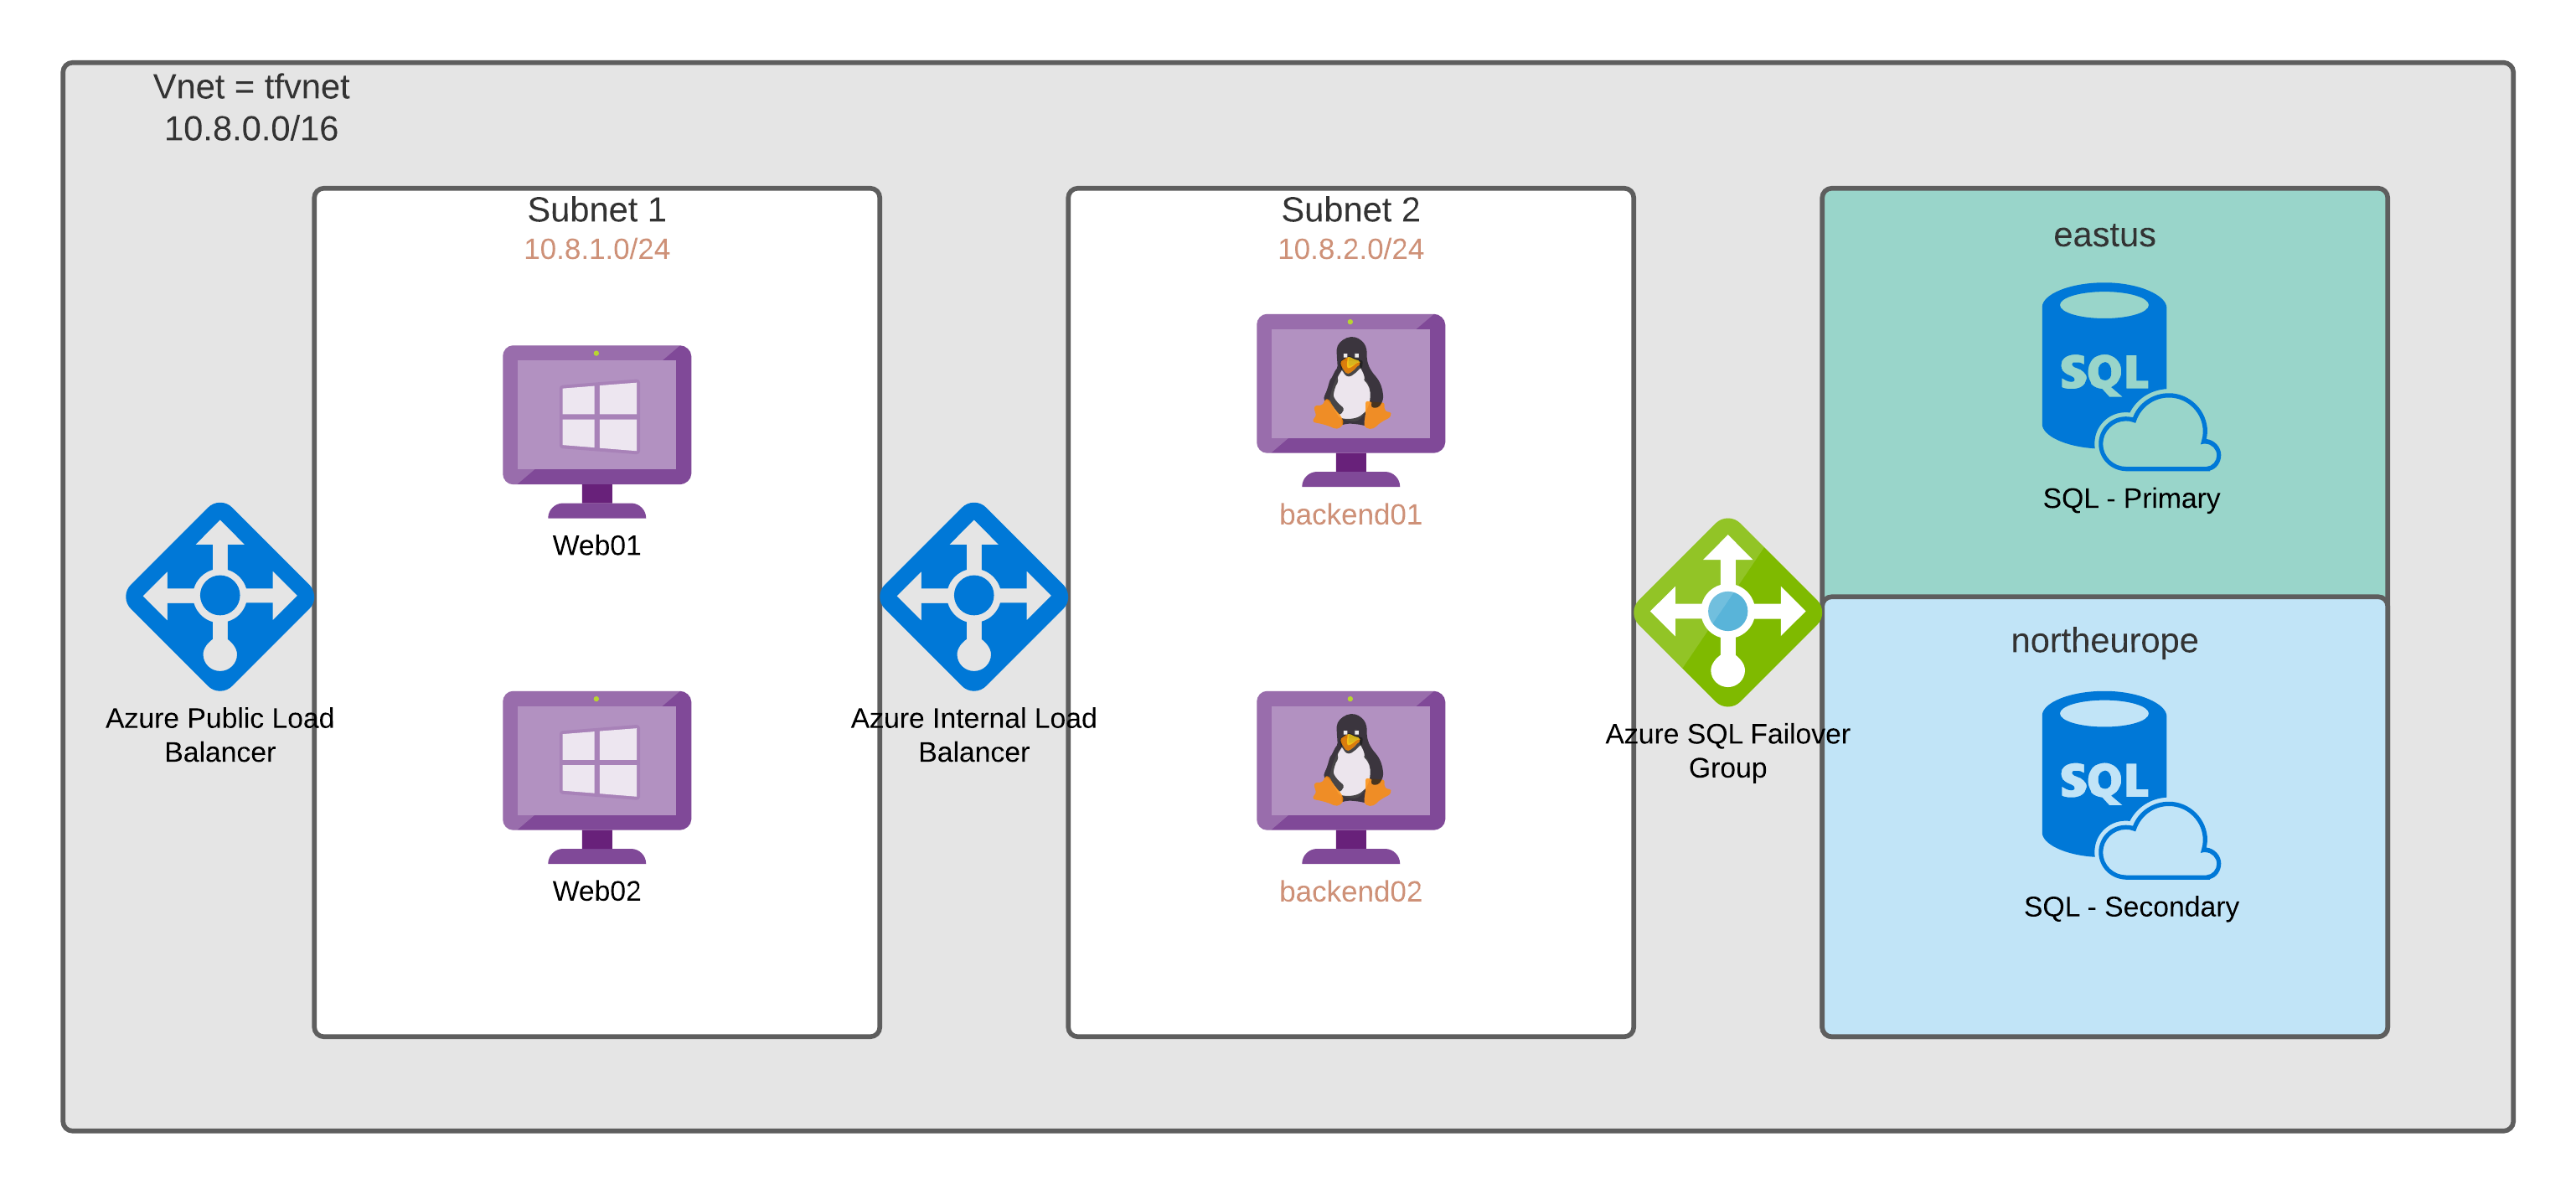 Vnet = tfvnet
10.8.0.0/16
Subnet 1
10.8.1.0/24
Web01
Web02
Azure Public Load
Balancer
Azure Internal Load
Balancer
Subnet 2
10.8.2.0/24
backend01
backend02
Azure SQL Failover
Group
eastus
SQL
SQL - Primary
northeurope
SQL
SQL - Secondary